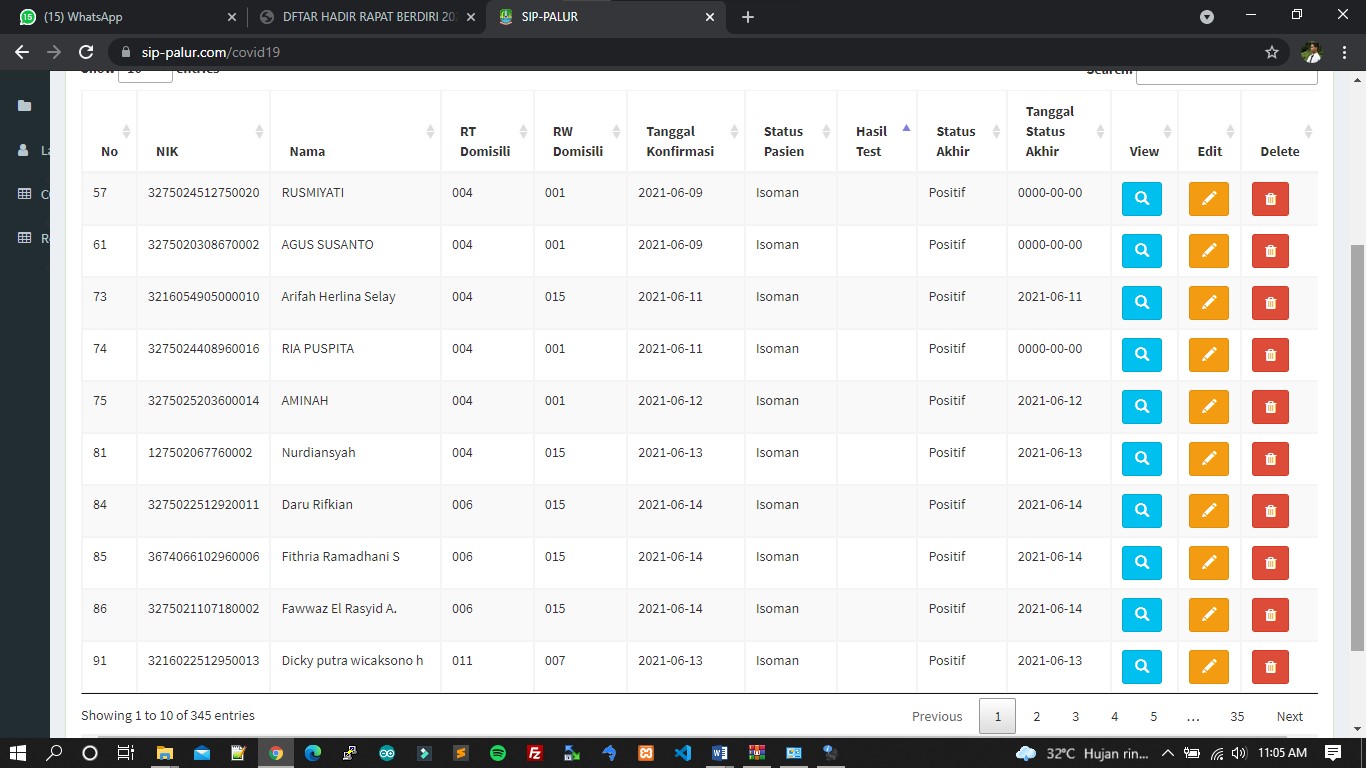 (15) WhatsApp
DFTAR HADIR RAPAT BERDIRI 202
SIP-PALUR
sip-palur.com/covid19
Show 10 entries
Search:
No NIK Nama RT Domisili RW Domisili Tanggal Konfirmasi Status Pasien Hasil Test Status Akhir Tanggal Status Akhir View Edit Delete
57 3275024512750020 RUSMIYATI 004 001 2021-06-09 Isoman Positif 0000-00-00
61 3275020308670002 AGUS SUSANTO 004 001 2021-06-09 Isoman Positif 0000-00-00
73 3216054905000010 Arifah Herlina Selay 004 015 2021-06-11 Isoman Positif 2021-06-11
74 3275024408960016 RIA PUSPITA 004 001 2021-06-11 Isoman Positif 0000-00-00
75 3275025203600014 AMINAH 004 001 2021-06-12 Isoman Positif 2021-06-12
81 127502067760002 Nurdiansyah 004 015 2021-06-13 Isoman Positif 2021-06-13
84 3275022512920011 Daru Rifkian 006 015 2021-06-14 Isoman Positif 2021-06-14
85 3674066102960006 Fithria Ramadhani S 006 015 2021-06-14 Isoman Positif 2021-06-14
86 3275021107180002 Fawwaz El Rasyid A. 006 015 2021-06-14 Isoman Positif 2021-06-14
91 3216022512950013 Dicky putra wicaksono h 011 007 2021-06-13 Isoman Positif 2021-06-13
Showing 1 to 10 of 345 entries
Previous 1 2 3 4 5 ... 35 Next
32°C Hujan rin... 11:05 AM